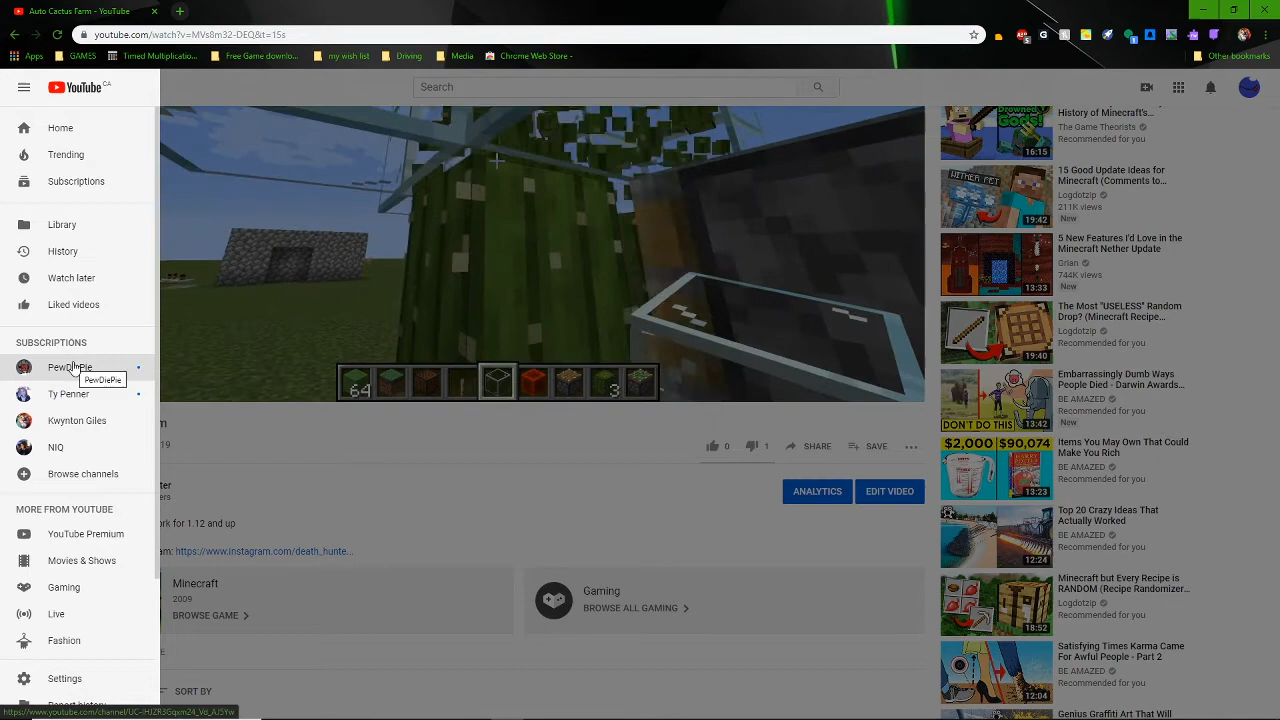 Auto Cactus Farm - YouTube
youtube.com/watch?v=MVs8m32-DEQ&t=15s
Apps
GAMES
Timed Multiplicatio...
Free Game downlo...
my wish list
Driving
Media
Chrome Web Store -
Other bookmarks
YouTube CA
Search
Home
Trending
Subscriptions
Library
History
Watch later
Liked videos
SUBSCRIPTIONS
PewDiePie
PewDiePie
Ty Penner
Kwynton Giles
NIQ
Browse channels
MORE FROM YOUTUBE
YouTube Premium
Movies & Shows
Gaming
Live
Fashion
Settings
Report history
64
3
m
19
0
1
SHARE
SAVE
ter
ers
ANALYTICS
EDIT VIDEO
ork for 1.12 and up
am: https://www.instagram.com/death_hunte...
Minecraft
2009
BROWSE GAME
Gaming
BROWSE ALL GAMING
SORT BY
Drowned
Gods!
16:15
History of Minecraft's...
The Game Theorists
Recommended for you
WITHER PET
19:42
15 Good Update Ideas for
Minecraft (Comments to...
Logdotzip
211K views
New
13:33
5 New Features I'd Love in the
Minecraft Nether Update
Grian
744K views
New
19:40
The Most "USELESS" Random
Drop? (Minecraft Recipe...
Logdotzip
Recommended for you
DON'T DO THIS
13:42
Embarrassingly Dumb Ways
People Died - Darwin Awards...
BE AMAZED
Recommended for you
New
$2,000
$90,074
HARRY POTTER
13:23
Items You May Own That Could
Make You Rich
BE AMAZED
Recommended for you
12:24
Top 20 Crazy Ideas That
Actually Worked
BE AMAZED
Recommended for you
18:52
Minecraft but Every Recipe is
RANDOM (Recipe Randomizer...
Logdotzip
Recommended for you
12:04
Satisfying Times Karma Came
For Awful People - Part 2
BE AMAZED
Recommended for you
Genius Graffiti Art That Will